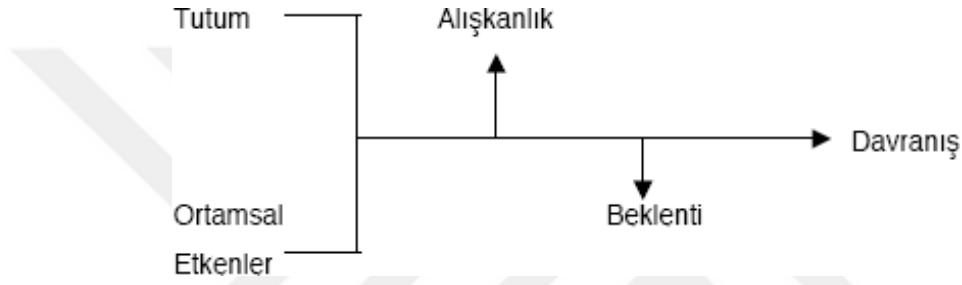 Tutum
Alışkanlık
Davranış
Ortamsal
Etkenler
Beklenti